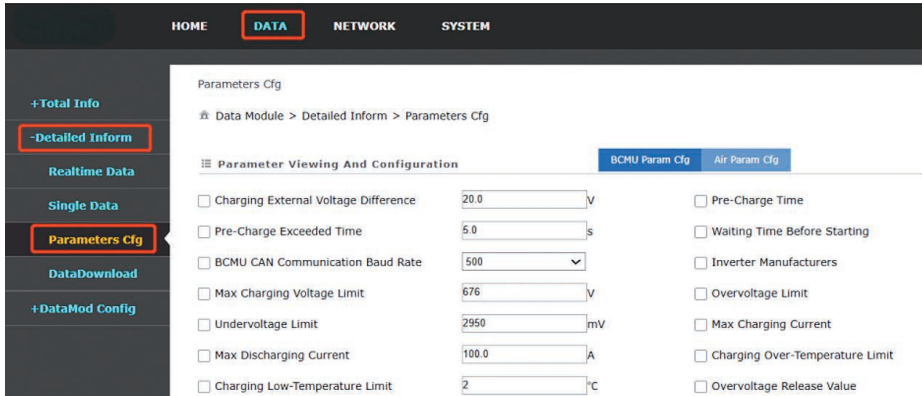 HOME DATA NETWORK SYSTEM
+Total Info
-Detailed Inform
Realtime Data
Single Data
Parameters Cfg
DataDownload
+DataMod Config
Parameters Cfg
Data Module > Detailed Inform > Parameters Cfg
Parameter Viewing And Configuration BCMU Param Cfg Air Param Cfg
Charging External Voltage Difference 20.0 V Pre-Charge Time
Pre-Charge Exceeded Time 5.0 s Waiting Time Before Starting
BCMU CAN Communication Baud Rate 500 Inverter Manufacturers
Max Charging Voltage Limit 676 V Overvoltage Limit
Undervoltage Limit 2950 mV Max Charging Current
Max Discharging Current 100.0 A Charging Over-Temperature Limit
Charging Low-Temperature Limit 2 °C Overvoltage Release Value